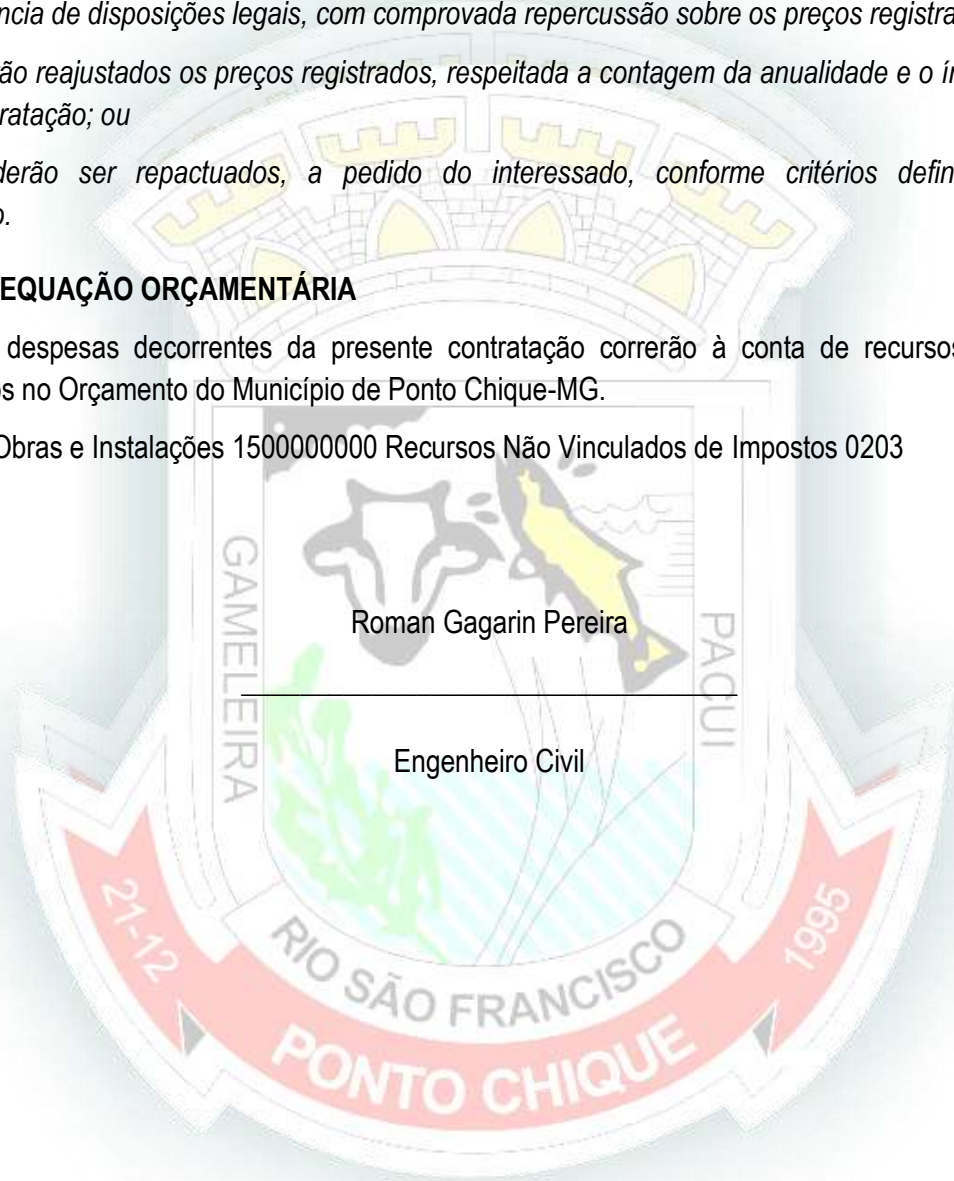 ncia de disposições legais, com comprovada repercussão sobre os preços registra
ão reajustados os preços registrados, respeitada a contagem da anualidade e o ín
ratação; ou
derão ser repactuados, a pedido do interessado, conforme critérios defin
o.
EQUAÇÃO ORÇAMENTÁRIA
despesas decorrentes da presente contratação correrão à conta de recursos
os no Orçamento do Município de Ponto Chique-MG.
Obras e Instalações 1500000000 Recursos Não Vinculados de Impostos 0203
GAMELEIRA
PACUI
Roman Gagarin Pereira
Engenheiro Civil
21-12
RIO SÃO FRANCISCO
1995
PONTO CHIQUE